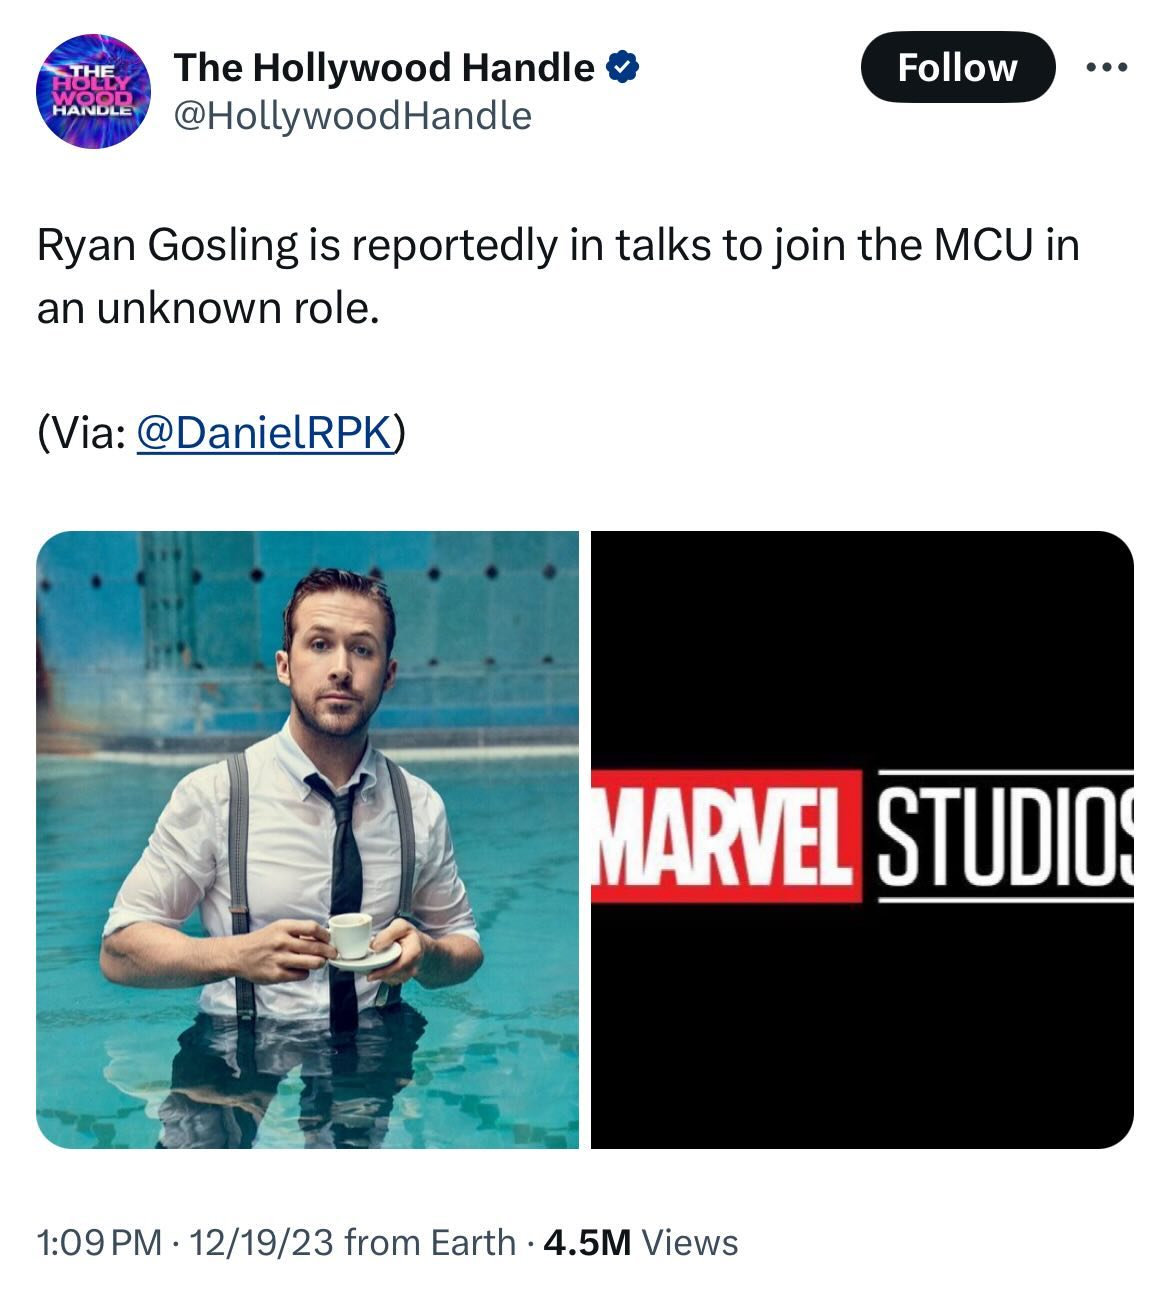 THE
HOLLY
WOOD
HANDLE
The Hollywood Handle
@HollywoodHandle
Follow
Ryan Gosling is reportedly in talks to join the MCU in
an unknown role.
(Via: @DanielRPK)
MARVEL STUDIOS
1:09 PM · 12/19/23 from Earth · 4.5M Views